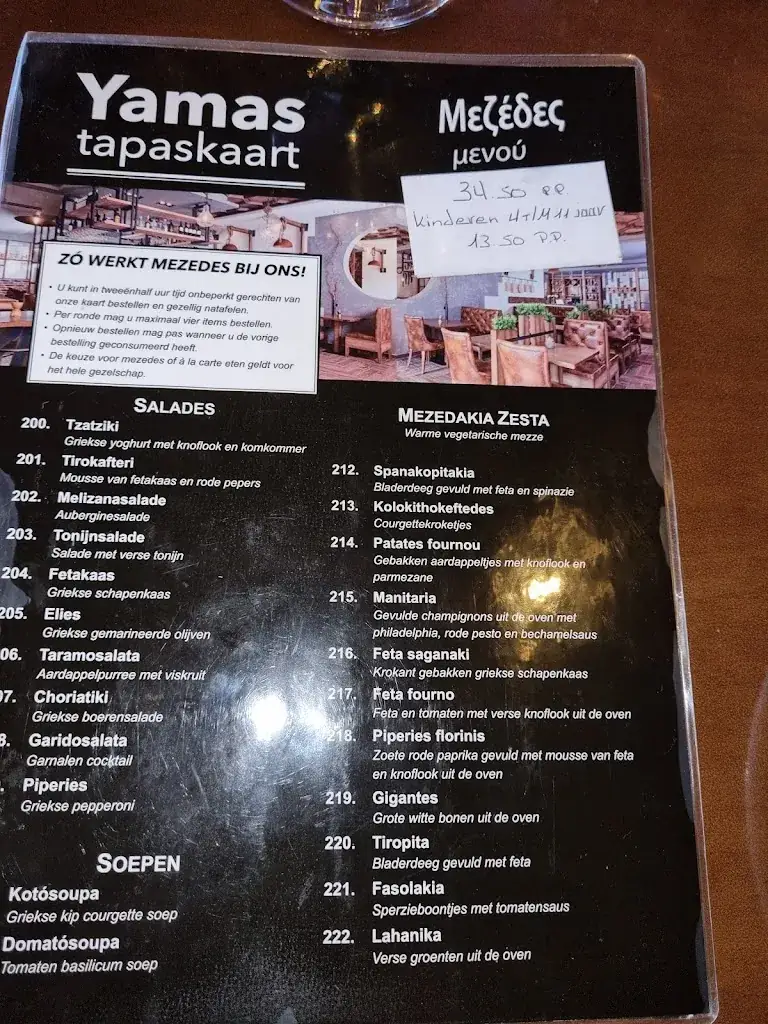 Yamas
tapaskaart
Μεζέδες
μενού
34.50 P.P.
Kinderen 4 T/M 11 JAAR
13.50 P.P.
ZÓ WERKT MEZEDES BIJ ONS!
• U kunt in tweeënhalf uur tijd onbeperkt gerechten van
onze kaart bestellen en gezellig natafelen.
• Per ronde mag u maximaal vier items bestellen.
• Opnieuw bestellen mag pas wanneer u de vorige
bestelling geconsumeerd heeft.
• De keuze voor mezedes of á la carte eten geldt voor
het hele gezelschap.
SALADES
200. Tzatziki
Griekse yoghurt met knoflook en komkommer
201. Tirokafteri
Mousse van fetakaas en rode pepers
202. Melizanasalade
Auberginesalade
203. Tonijnsalade
Salade met verse tonijn
204. Fetakaas
Griekse schapenkaas
205. Elies
Griekse gemarineerde olijven
06. Taramosalata
Aardappelpurree met viskruit
7. Choriatiki
Griekse boerensalade
8. Garidosalata
Garnalen cocktail
. Piperies
Griekse pepperoni
SOEPEN
Kotósoupa
Griekse kip courgette soep
Domatósoupa
Tomaten basilicum soep
MEZEDAKIA ZESTA
Warme vegetarische mezze
212. Spanakopitakia
Bladerdeeg gevuld met feta en spinazie
213. Kolokithokeftedes
Courgettekroketjes
214. Patates fournou
Gebakken aardappeltjes met knoflook en
parmezane
215. Manitaria
Gevulde champignons uit de oven met
philadelphia, rode pesto en bechamelsaus
216. Feta saganaki
Krokant gebakken griekse schapenkaas
217. Feta fourno
Feta en tomaten met verse knoflook uit de oven
218. Piperies florinis
Zoete rode paprika gevuld met mousse van feta
en knoflook uit de oven
219. Gigantes
Grote witte bonen uit de oven
220. Tiropita
Bladerdeeg gevuld met feta
221. Fasolakia
Sperzieboontjes met tomatensaus
222. Lahanika
Verse groenten uit de oven